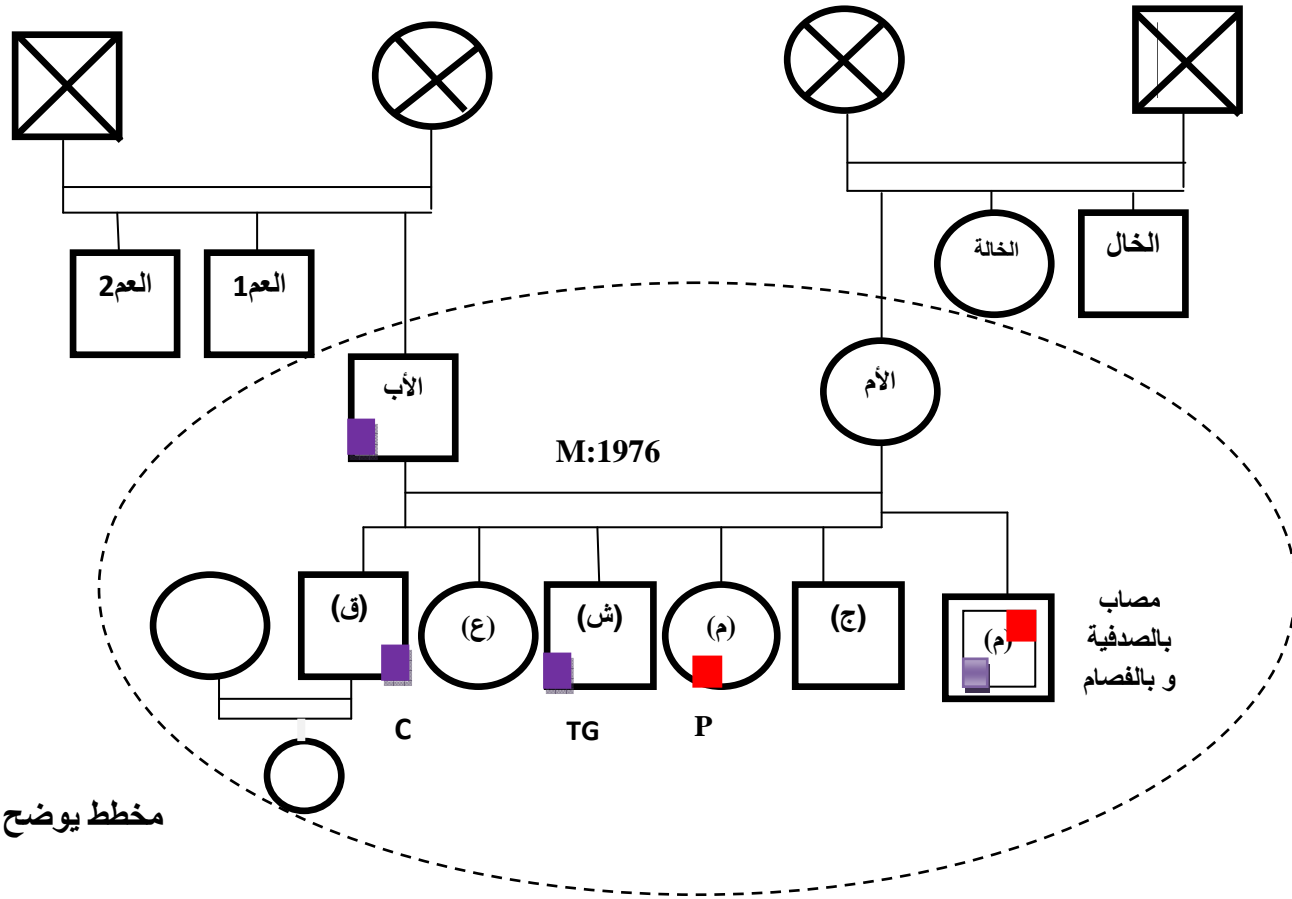 الخال
الخالة
العم1
العم2
الأم
الأب
M:1976
(م)
(ج)
(م)
(ش)
(ع)
(ق)
مصاب
بالصدفية
و بالفصام
P
TG
C
مخطط يوضح